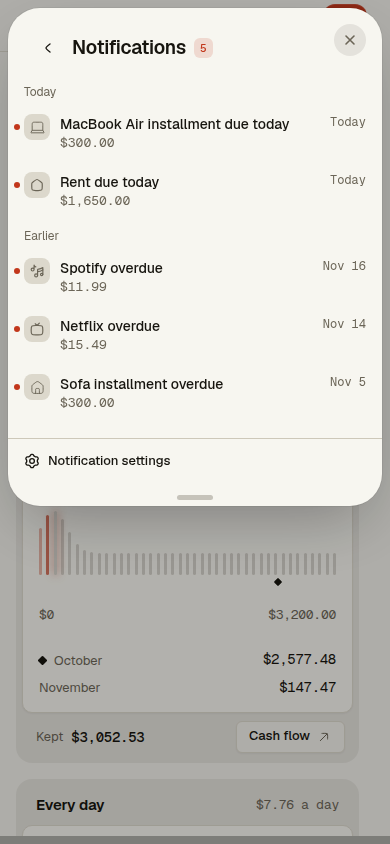 Notifications 5
Today
MacBook Air installment due today Today
$300.00
Rent due today Today
$1,650.00
Earlier
Spotify overdue Nov 16
$11.99
Netflix overdue Nov 14
$15.49
Sofa installment overdue Nov 5
$300.00
Notification settings
$0 $3,200.00
October $2,577.48
November $147.47
Kept $3,052.53 Cash flow
Every day $7.76 a day